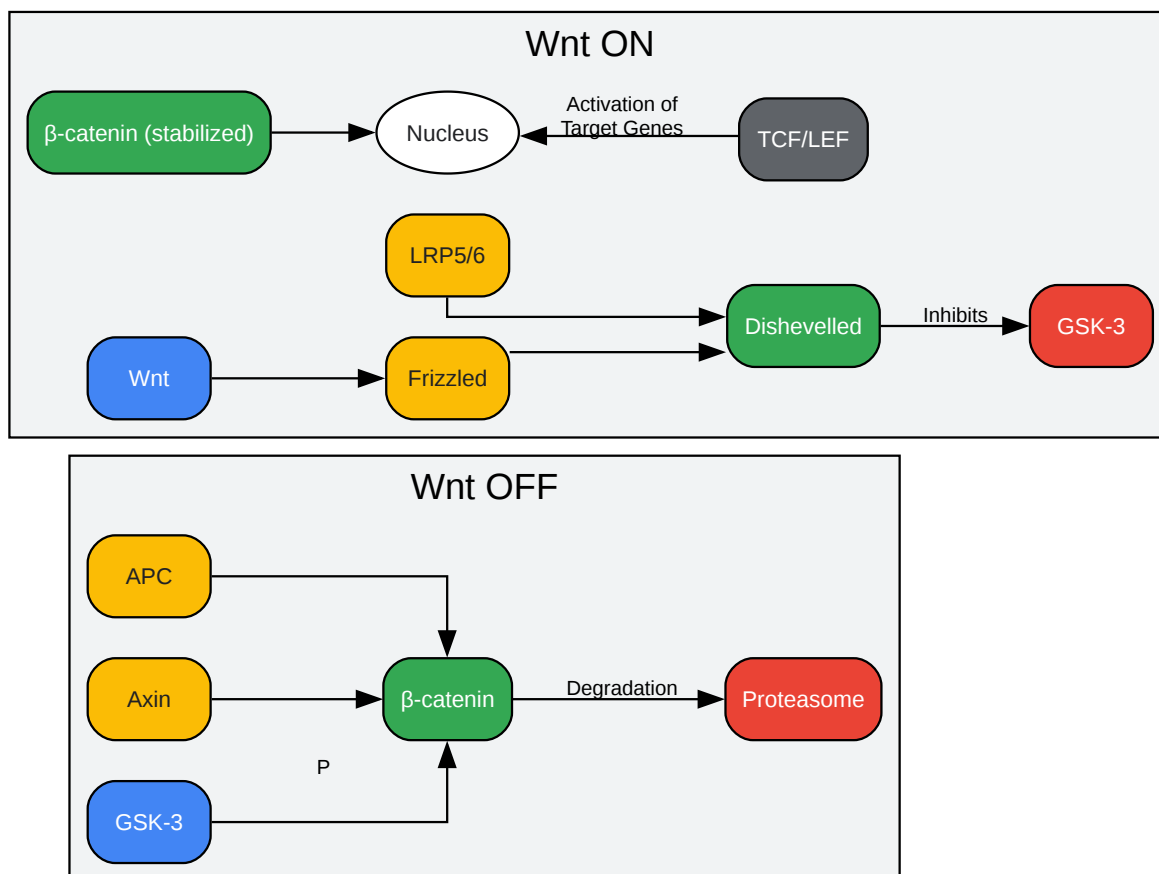 Wnt ON
β-catenin (stabilized)
Nucleus
Activation of
Target Genes
TCF/LEF
LRP5/6
Dishevelled
Inhibits
GSK-3
Wnt
Frizzled
Wnt OFF
APC
Axin
β-catenin
Degradation
Proteasome
P
GSK-3